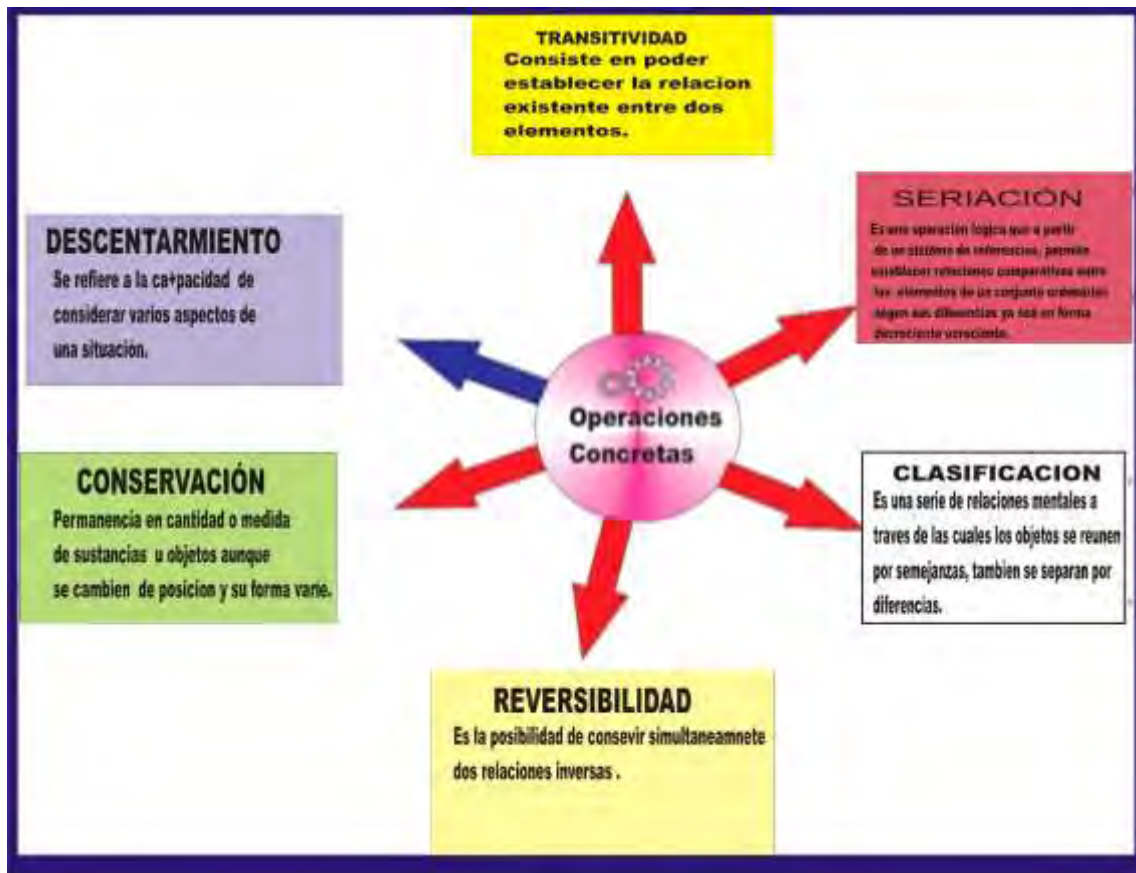 TRANSITIVIDAD
Consiste en poder
establecer la relacion
existente entre dos
elementos.
SERIACIÓN
Es una operación lógica que a partir
de un sistema de referencias, permite
establecer relaciones comparativas entre
los elementos de un conjunto
según sus diferencias ya sea en forma
decreciente
DESCENTARMIENTO
Se refiere a la ca+pacidad de
considerar varios aspectos de
una situación.
Operaciones
Concretas
CONSERVACIÓN
Permanencia en cantidad o medida
de sustancias u objetos aunque
se cambien de posicion y su forma varie.
CLASIFICACION
Es una serie de relaciones mentales a
traves de las cuales los objetos se reunen
por semejanzas, tambien se separan por
diferencias.
REVERSIBILIDAD
Es la posibilidad de consevir simultaneamnete
dos relaciones inversas .